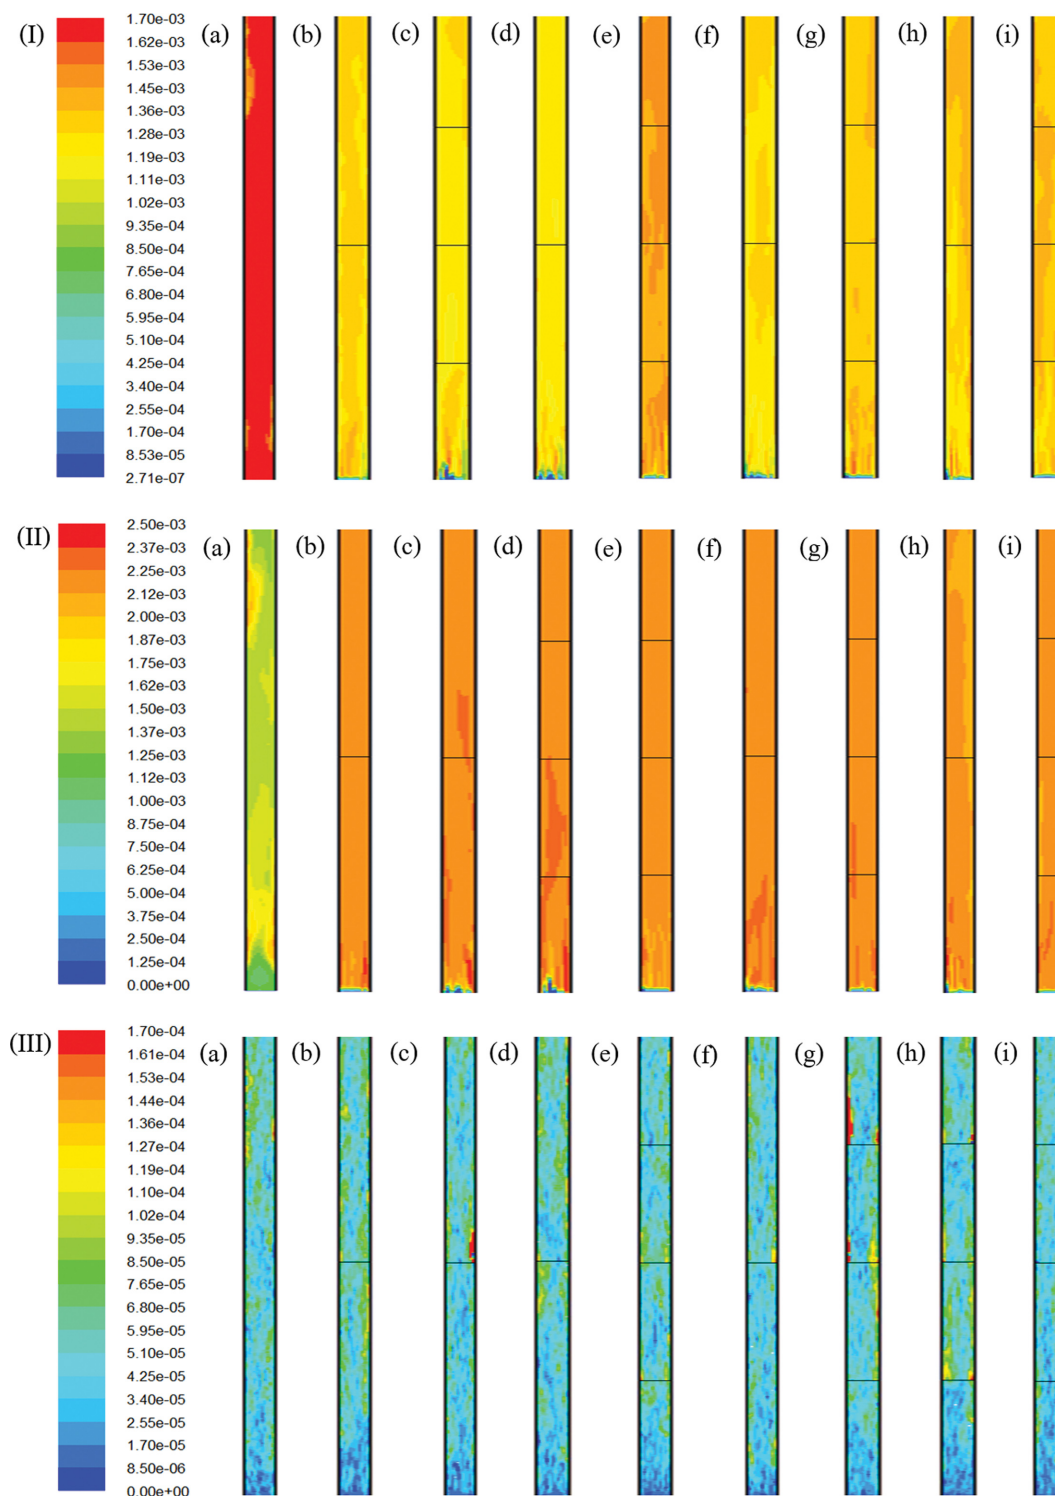 (I) (a) (b) (c) (d) (e) (f) (g) (h) (i)
1.70e-03
1.62e-03
1.53e-03
1.45e-03
1.36e-03
1.28e-03
1.19e-03
1.11e-03
1.02e-03
9.35e-04
8.50e-04
7.65e-04
6.80e-04
5.95e-04
5.10e-04
4.25e-04
3.40e-04
2.55e-04
1.70e-04
8.53e-05
2.71e-07
(II) (a) (b) (c) (d) (e) (f) (g) (h) (i)
2.50e-03
2.37e-03
2.25e-03
2.12e-03
2.00e-03
1.87e-03
1.75e-03
1.62e-03
1.50e-03
1.37e-03
1.25e-03
1.12e-03
1.00e-03
8.75e-04
7.50e-04
6.25e-04
5.00e-04
3.75e-04
2.50e-04
1.25e-04
0.00e+00
(III) (a) (b) (c) (d) (e) (f) (g) (h) (i)
1.70e-04
1.61e-04
1.53e-04
1.44e-04
1.36e-04
1.27e-04
1.19e-04
1.10e-04
1.02e-04
9.35e-05
8.50e-05
7.65e-05
6.80e-05
5.95e-05
5.10e-05
4.25e-05
3.40e-05
2.55e-05
1.70e-05
8.50e-06
0.00e+00